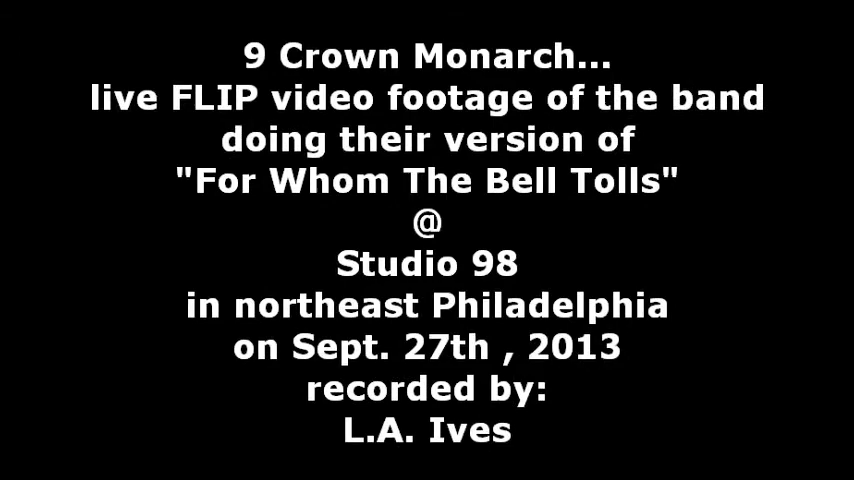 9 Crown Monarch...
live FLIP video footage of the band
doing their version of
"For Whom The Bell Tolls"
@
Studio 98
in northeast Philadelphia
on Sept. 27th , 2013
recorded by:
L.A. Ives